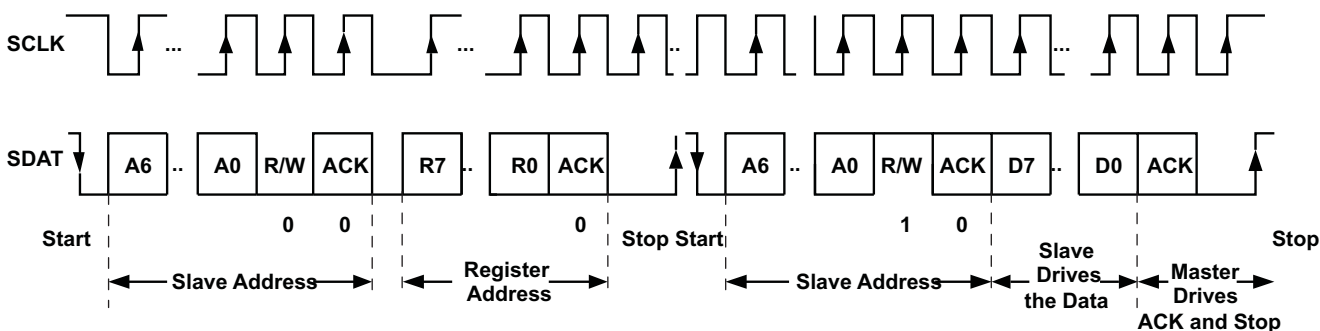 SCLK ... ... .. ...
SDAT A6 .. A0 R/W ACK R7 .. R0 ACK A6 .. A0 R/W ACK D7 .. D0 ACK
0 0 0 1 0
Start Stop Start Stop
Slave Address
Register
Address
Slave Address
Slave
Drives
the Data
Master
Drives
ACK and Stop